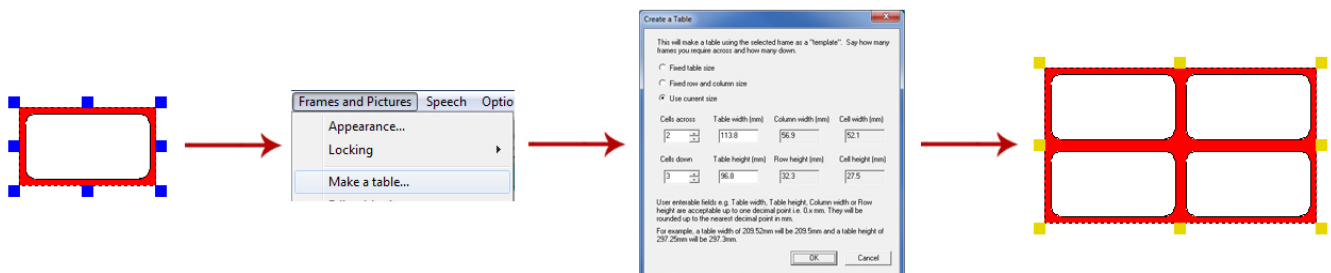 Frames and Pictures Speech Optio
Appearance...
Locking
Make a table...
Create a Table
This will make a table using the selected frame as a "template". Say how many
frames you require across and how many down.
Fixed table size
Fixed row and column size
Use current size
Cells across Table width (mm) Column width (mm) Cell width (mm)
2 113.8 56.9 52.1
Cells down Table height (mm) Row height (mm) Cell height (mm)
3 96.8 32.3 27.5
User enterable fields e.g. Table width, Table height, Column width or Row
height are acceptable up to one decimal point i.e. 0.x mm. They will be
rounded up to the nearest decimal point in mm.
For example, a table width of 209.52mm will be 209.5mm and a table height of
297.25mm will be 297.3mm.
OK Cancel